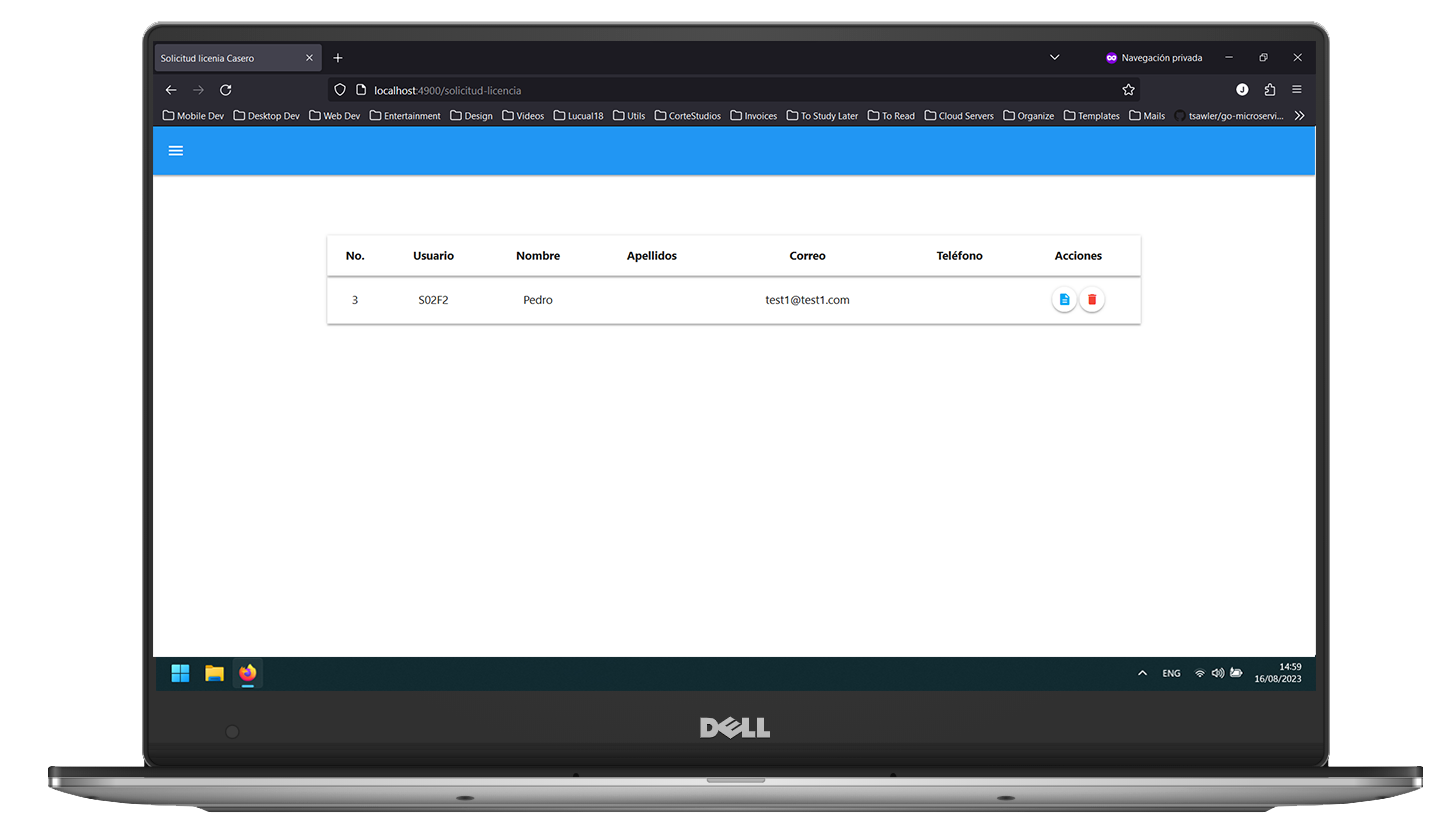 Solicitud licenia Casero
Navegación privada
localhost:4900/solicitud-licencia
J
Mobile Dev Desktop Dev Web Dev Entertainment Design Videos Lucual18 Utils CorteStudios Invoices To Study Later To Read Cloud Servers Organize Templates Mails tsawler/go-microservi...
No. Usuario Nombre Apellidos Correo Teléfono Acciones
3 S02F2 Pedro test1@test1.com
ENG
14:59
16/08/2023
DELL